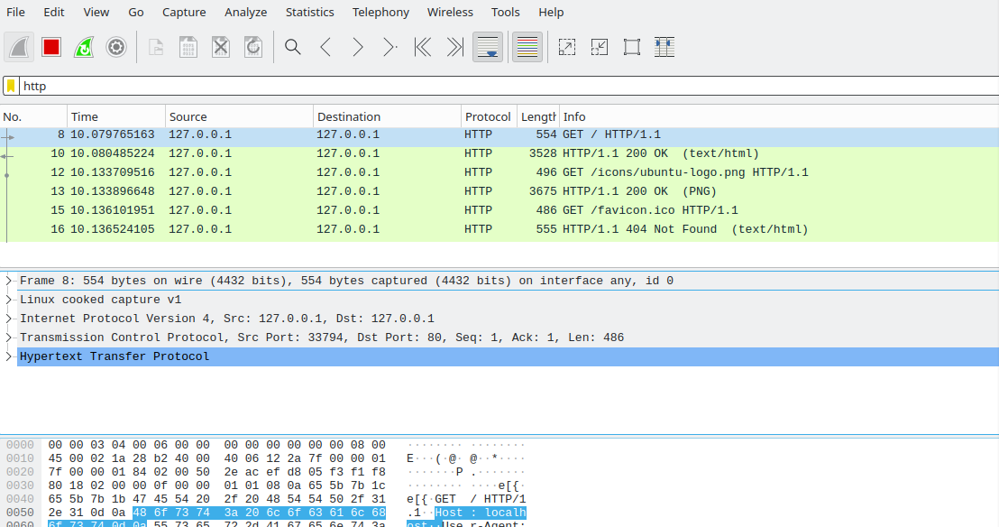 File Edit View Go Capture Analyze Statistics Telephony Wireless Tools Help
http
No. Time Source Destination Protocol Length Info
8 10.079765163 127.0.0.1 127.0.0.1 HTTP 554 GET / HTTP/1.1
10 10.080485224 127.0.0.1 127.0.0.1 HTTP 3528 HTTP/1.1 200 OK (text/html)
12 10.133709516 127.0.0.1 127.0.0.1 HTTP 496 GET /icons/ubuntu-logo.png HTTP/1.1
13 10.133896648 127.0.0.1 127.0.0.1 HTTP 3675 HTTP/1.1 200 OK (PNG)
15 10.136101951 127.0.0.1 127.0.0.1 HTTP 486 GET /favicon.ico HTTP/1.1
16 10.136524105 127.0.0.1 127.0.0.1 HTTP 555 HTTP/1.1 404 Not Found (text/html)
Frame 8: 554 bytes on wire (4432 bits), 554 bytes captured (4432 bits) on interface any, id 0
Linux cooked capture v1
Internet Protocol Version 4, Src: 127.0.0.1, Dst: 127.0.0.1
Transmission Control Protocol, Src Port: 33794, Dst Port: 80, Seq: 1, Ack: 1, Len: 486
Hypertext Transfer Protocol
0000 00 00 03 04 00 06 00 00 00 00 00 00 00 00 08 00 ········ ········
0010 45 00 02 1a 28 b2 40 00 40 06 12 2a 7f 00 00 01 E···(·@· @··*····
0020 7f 00 00 01 84 02 00 50 2e ac ef d8 05 f3 f1 f8 ·······P .·······
0030 80 18 02 00 00 0f 00 00 01 01 08 0a 65 5b 7b 1c ········ ····e[{·
0040 65 5b 7b 1b 47 45 54 20 2f 20 48 54 54 50 2f 31 e[{·GET / HTTP/1
0050 2e 31 0d 0a 48 6f 73 74 3a 20 6c 6f 63 61 6c 68 .1··Host : localh
0060 6f 73 74 0d 0a 55 73 65 72 2d 41 67 65 6e 74 3a ost··Use r-Agent: